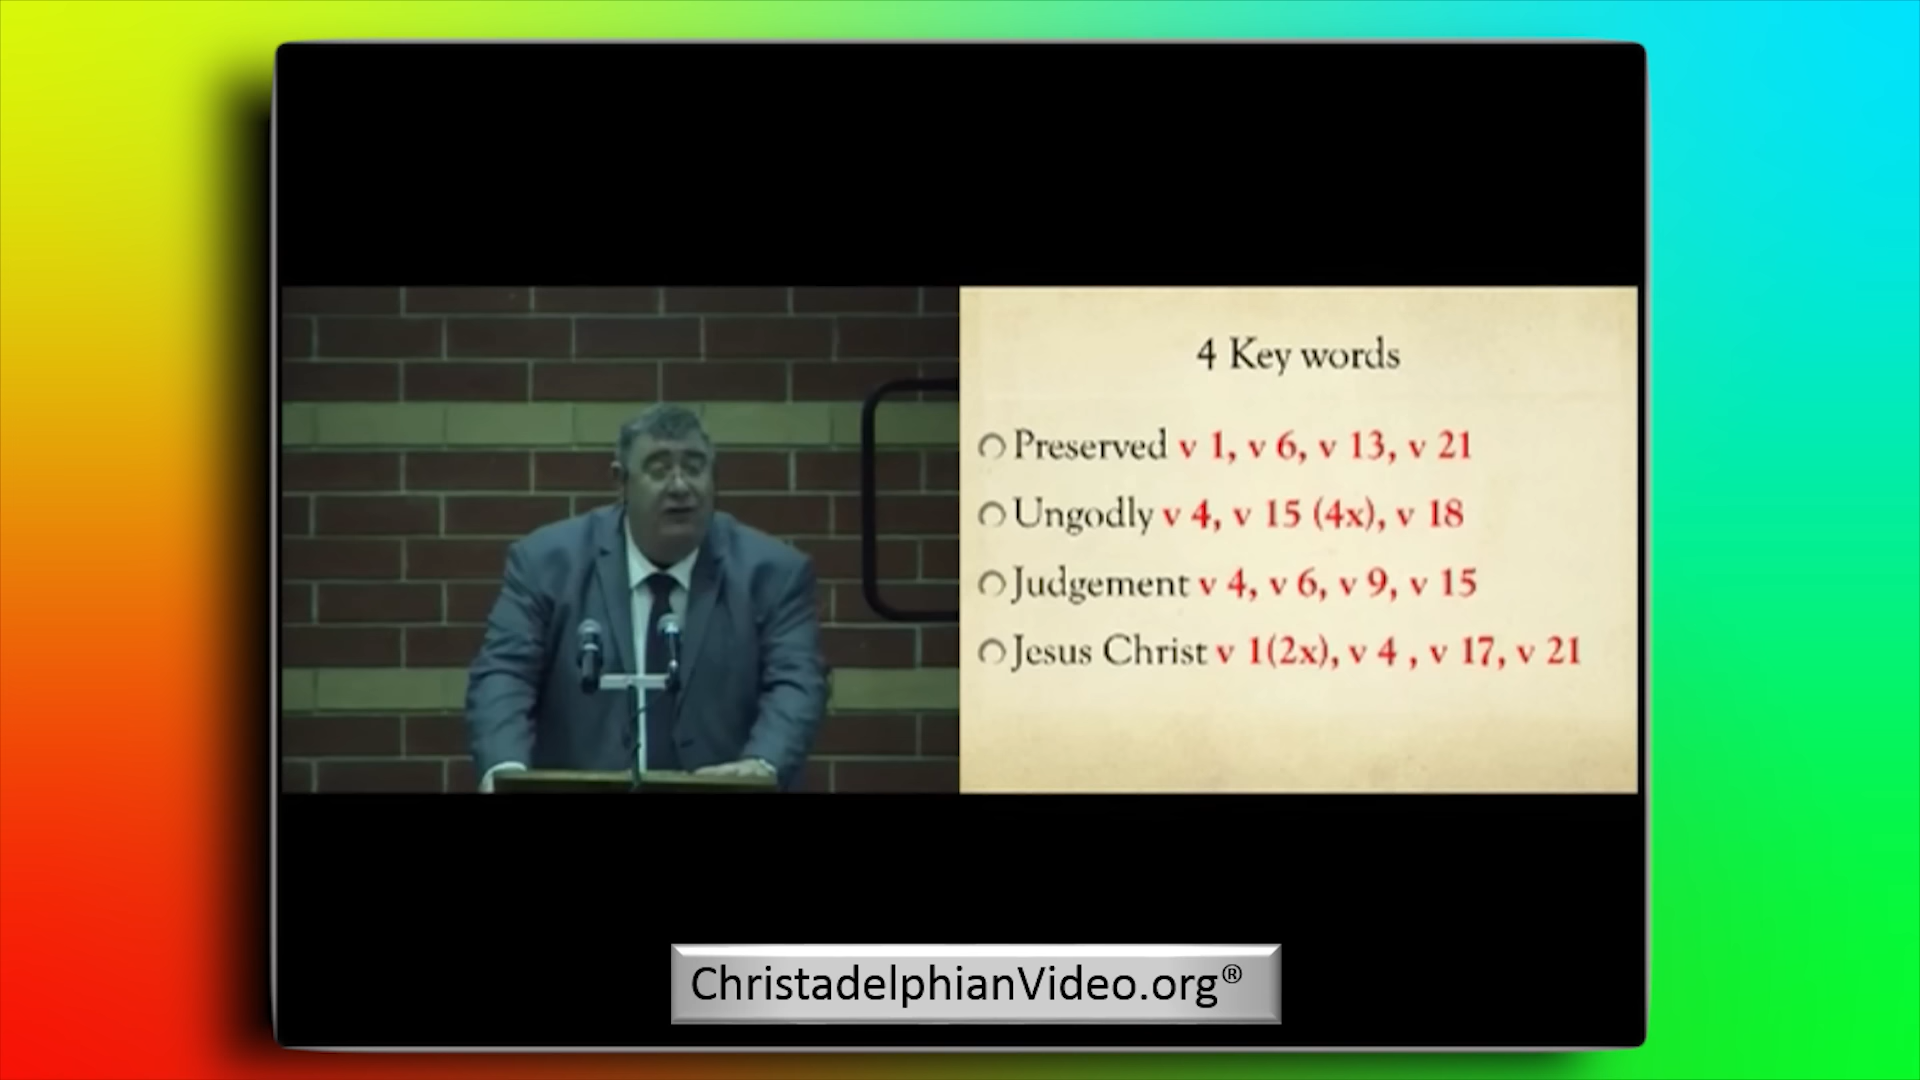 4 Key words
Preserved v 1, v 6, v 13, v 21
Ungodly v 4, v 15 (4x), v 18
Judgement v 4, v 6, v 9, v 15
Jesus Christ v 1(2x), v 4 , v 17, v 21
ChristadelphianVideo.org®